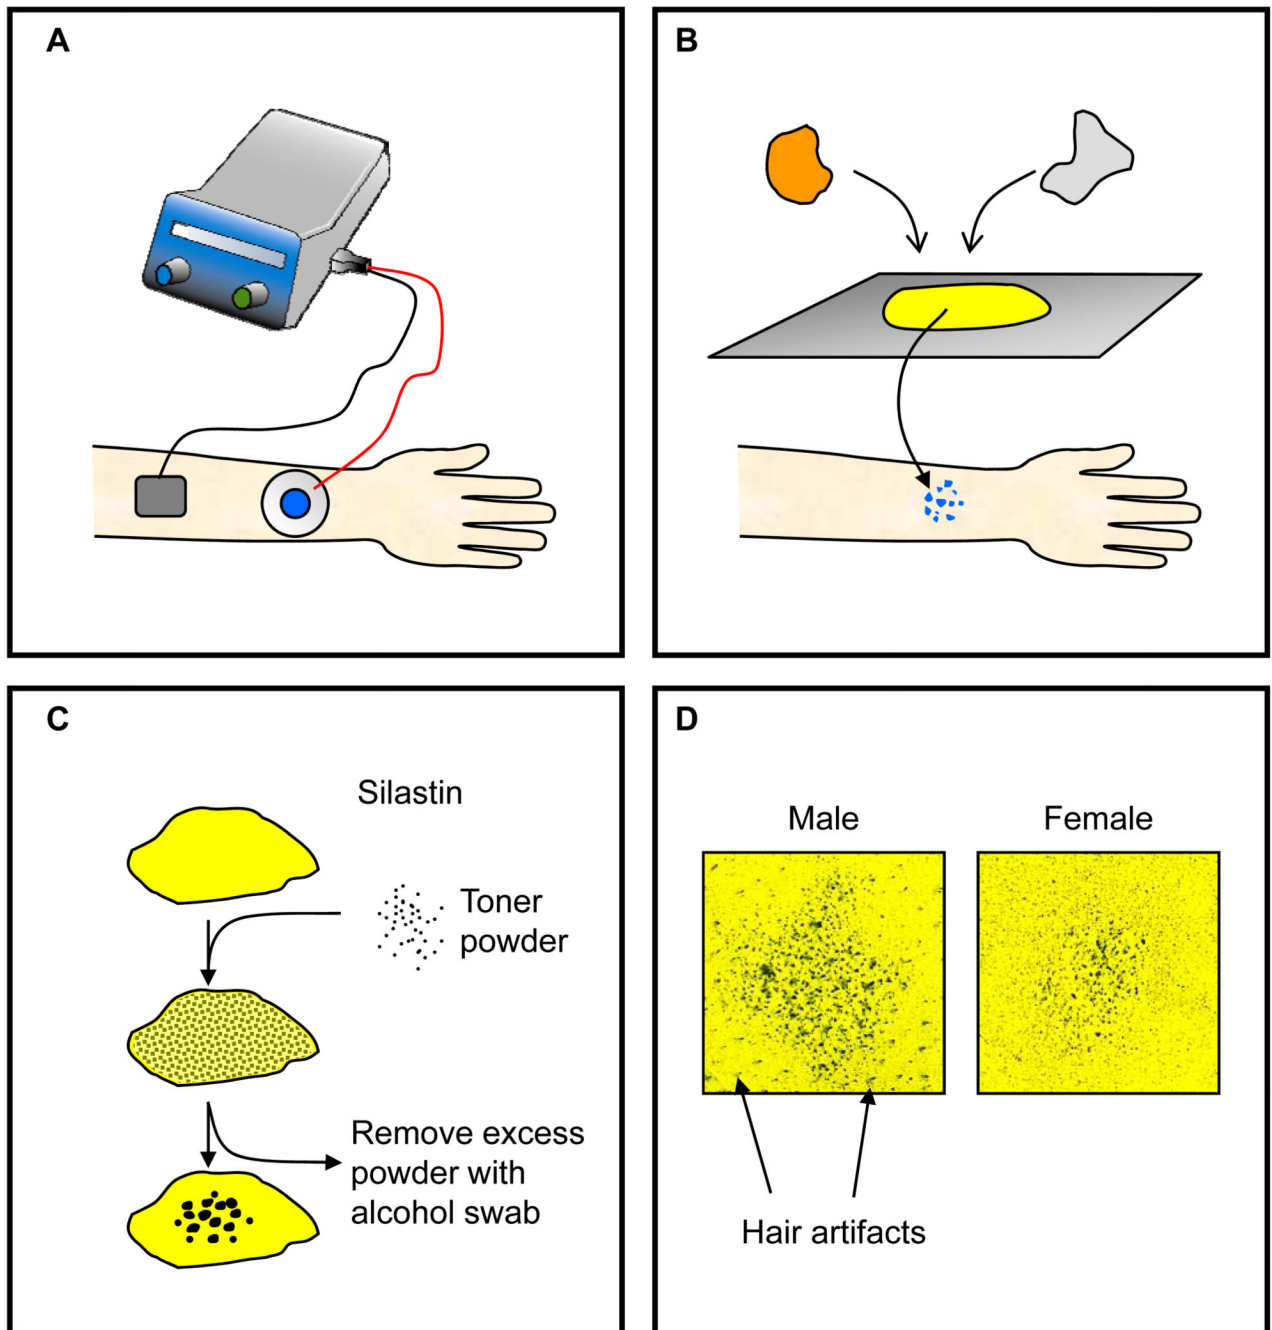 A
B
C
Silastin
Toner
powder
Remove excess
powder with
alcohol swab
D
Male
Female
Hair artifacts